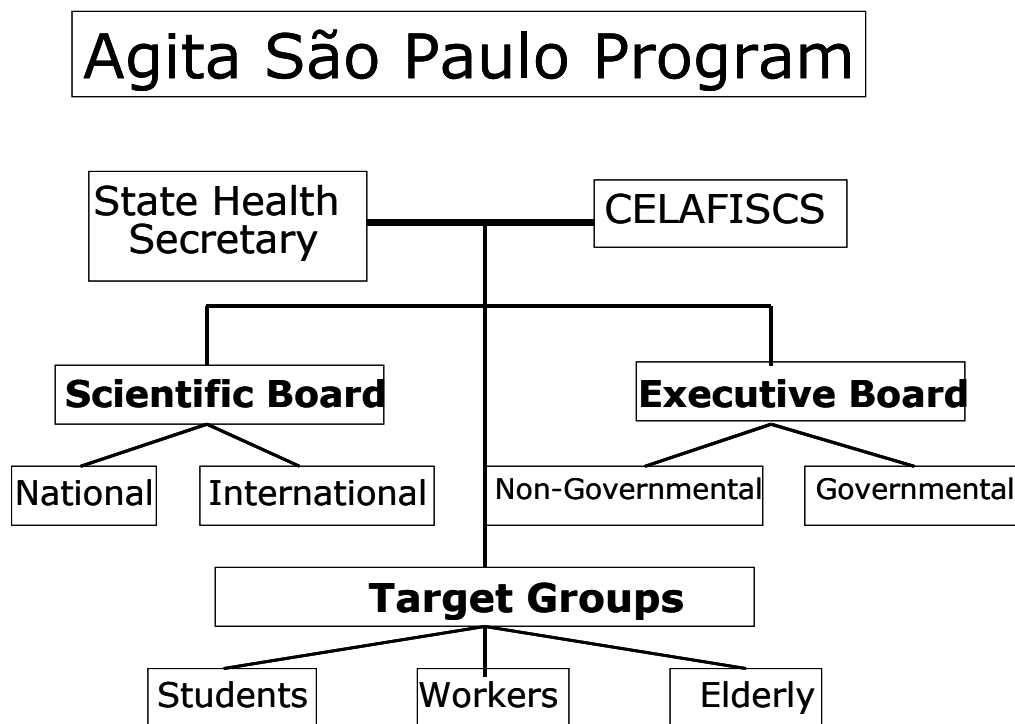 Agita São Paulo Program
State Health
Secretary
CELAFISCS
Scientific Board
Executive Board
National
International
Non-Governmental
Governmental
Target Groups
Students
Workers
Elderly